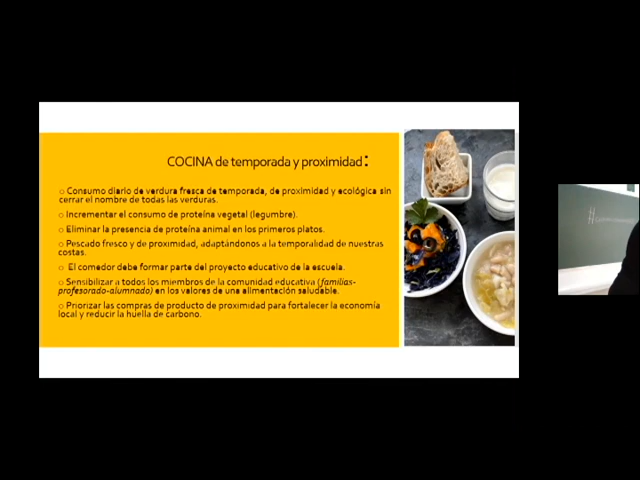 COCINA de temporada y proximidad:
○ Consumo diario de verdura fresca de temporada, de proximidad y ecológica sin
cerrar el nombre de todas las verduras.
○ Incrementar el consumo de proteína vegetal (legumbre).
○ Eliminar la presencia de proteína animal en los primeros platos.
○ Pescado fresco y de proximidad, adaptándonos a la temporalidad de nuestras
costas.
○ El comedor debe formar parte del proyecto educativo de la escuela.
○ Sensibilizar a todos los miembros de la comunidad educativa (familias-
profesorado-alumnado) en los valores de una alimentación saludable.
○ Priorizar las compras de producto de proximidad para fortalecer la economía
local y reducir la huella de carbono.